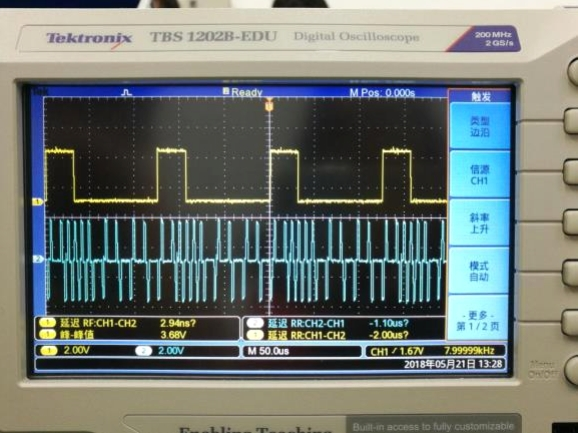 Tektronix TBS 1202B-EDU Digital Oscilloscope 200 MHz 2 GS/s
Ready M Pos: 0.000s
触发
类型
边沿
信源
CH1
斜率
上升
模式
自动
- 更多 -
第 1 / 2 页
1 延迟 RF:CH1-CH2 2.94ns?
2 延迟 RR:CH2-CH1 -1.10us?
1 峰-峰值 3.68V
1 延迟 RR:CH1-CH2 -2.00us?
1 2.00V 2 2.00V M 50.0us CH1 / 1.67V 7.99999kHz
2018年05月21日 13:28
Menu
On/Off
Enabling Teaching
Built-in access to fully customizable